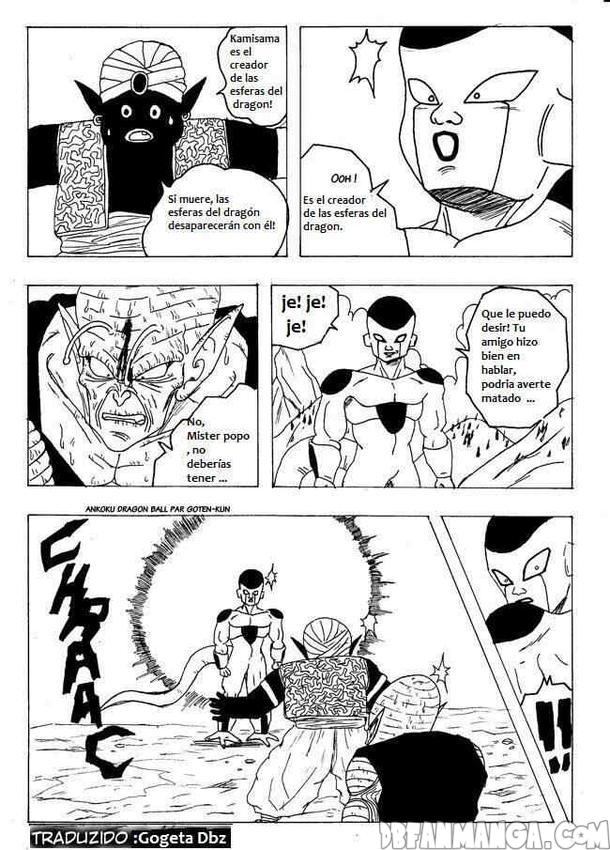 Kamisama
es el
creador
de las
esferas del
dragon!
Si muere, las
esferas del dragón
desaparecerán con él!
Ooh !
Es el creador
de las esferas del
dragon.
No,
Mister popo
, no
deberías
tener ...
je! je!
je!
Que le puedo
desir! Tu
amigo hizo
bien en
hablar,
podria averte
matado ...
ANKOKU DRAGON BALL PAR GOTEN-KUN
CHRAAC
!!
TRADUZIDO :Gogeta Dbz
DBFANMANGA.COM